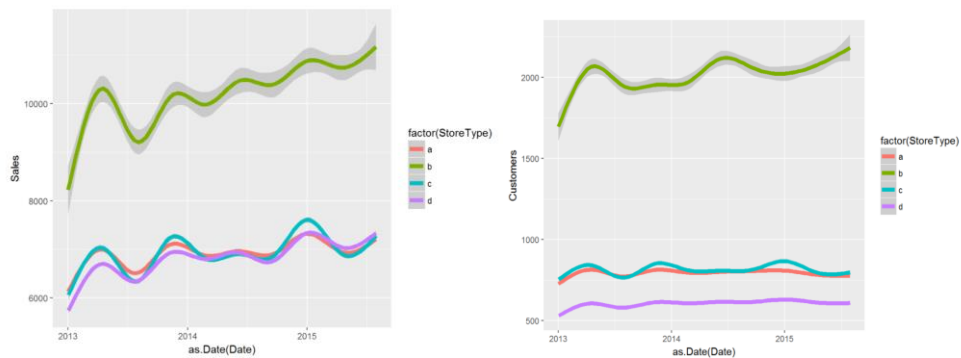 Sales
10000
8000
6000
2013
2014
2015
as.Date(Date)
factor(StoreType)
a
b
c
d
Customers
2000
1500
1000
500
2013
2014
2015
as.Date(Date)
factor(StoreType)
a
b
c
d